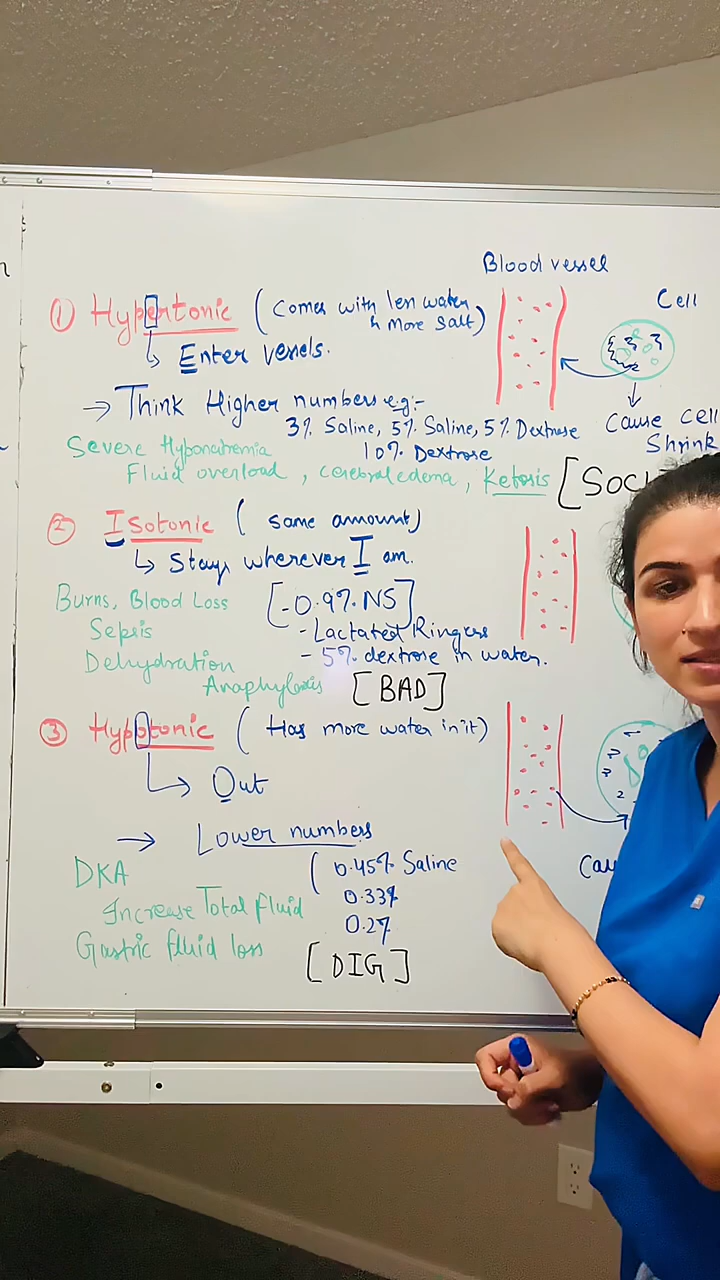 Blood vessel
① Hypertonic (Comes with less water & more salt)
Cell
↳ Enter vessels.
→ Think Higher numbers e.g:-
3% Saline, 5% Saline, 5% Dextrose
10% Dextrose
Cause cell
Shrink
Severe Hyponatremia
Fluid overload, cerebral edema, Ketosis [SOC
② Isotonic (same amount)
↳ Stays wherever I am.
Burns, Blood Loss
Sepsis
Dehydration
Anaphylaxis
[-0.9% NS]
- Lactated Ringers
- 5% dextrose in water.
[BAD]
③ Hypotonic (Has more water in it)
↳ Out
→ Lower numbers
DKA
Increase Total fluid
Gastric fluid loss
(0.45% Saline
0.33%
0.2%
[DIG]
Cau